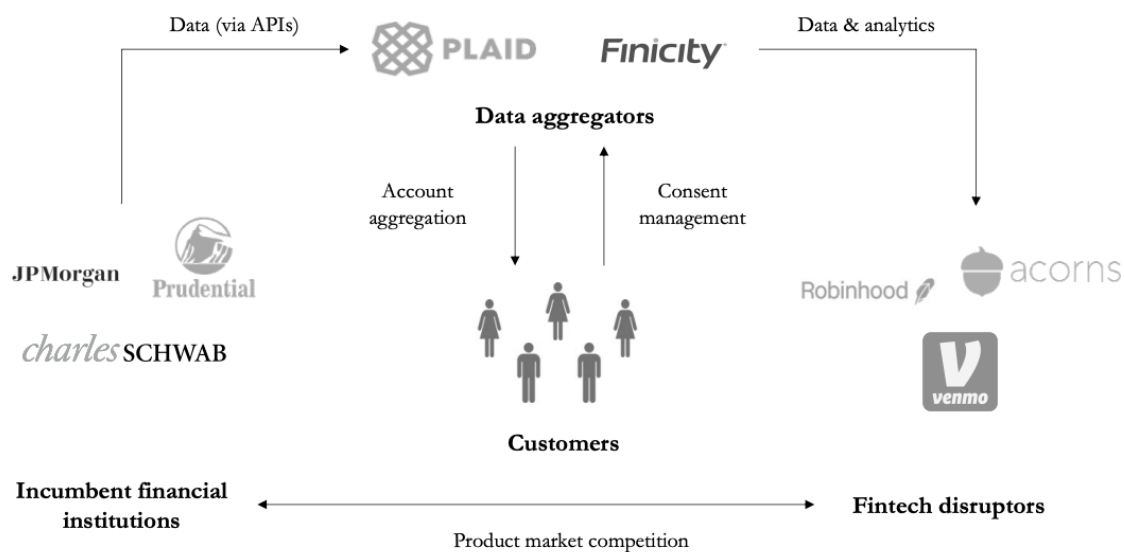 Data (via APIs)
PLAID
Finicity
Data & analytics
Data aggregators
Account
aggregation
Consent
management
JPMorgan
Prudential
charles SCHWAB
Robinhood
acorns
venmo
Customers
Incumbent financial
institutions
Fintech disruptors
Product market competition